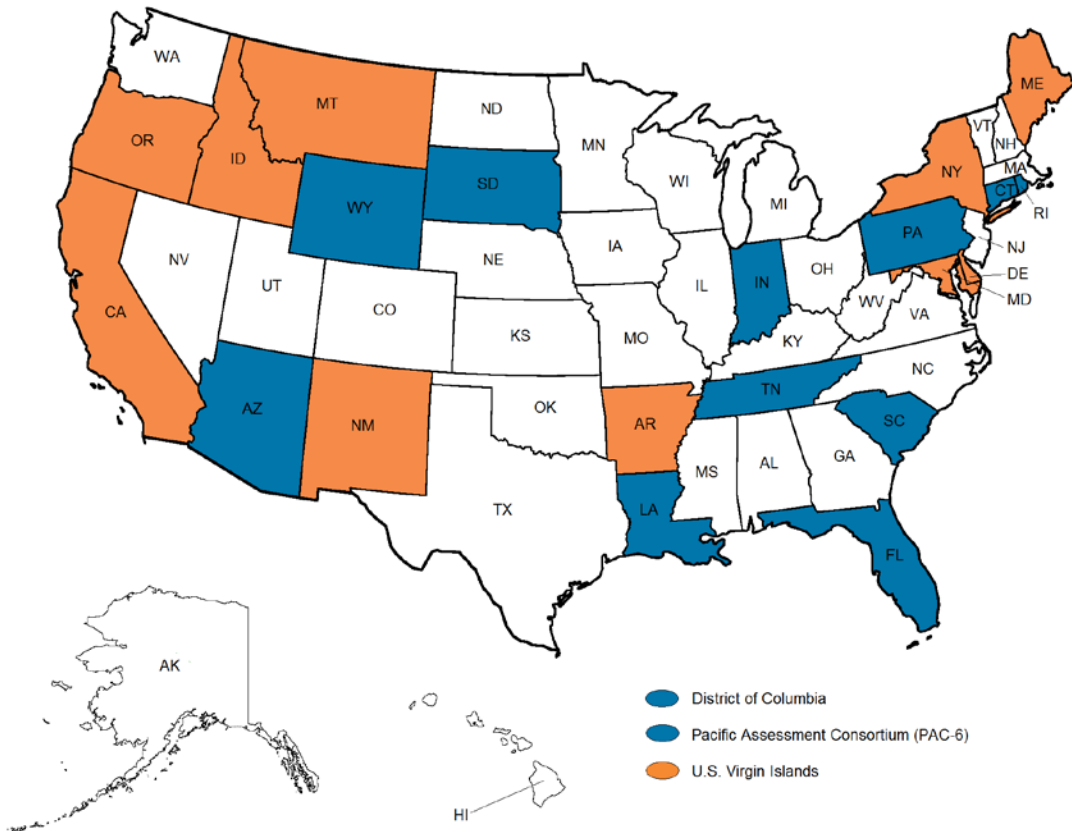 WA
ME
MT
ND
VT
OR
MN
NH
ID
NY
MA
SD
WI
CT
WY
MI
RI
PA
IA
NJ
NE
NV
OH
DE
IN
UT
IL
MD
CO
WV
CA
VA
KS
MO
KY
NC
TN
AZ
OK
NM
AR
SC
MS
AL
GA
TX
LA
FL
AK
District of Columbia
Pacific Assessment Consortium (PAC-6)
U.S. Virgin Islands
HI